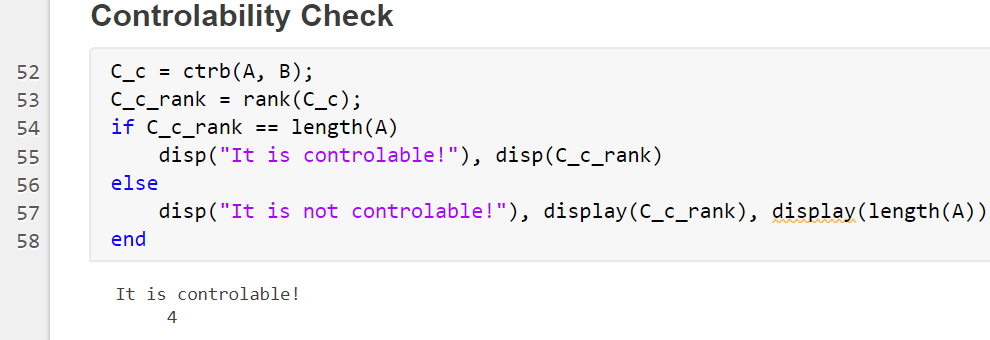 Controlability Check
52 C_c = ctrb(A, B);
53 C_c_rank = rank(C_c);
54 if C_c_rank == length(A)
55 disp("It is controlable!"), disp(C_c_rank)
56 else
57 disp("It is not controlable!"), display(C_c_rank), display(length(A))
58 end
It is controlable!
4